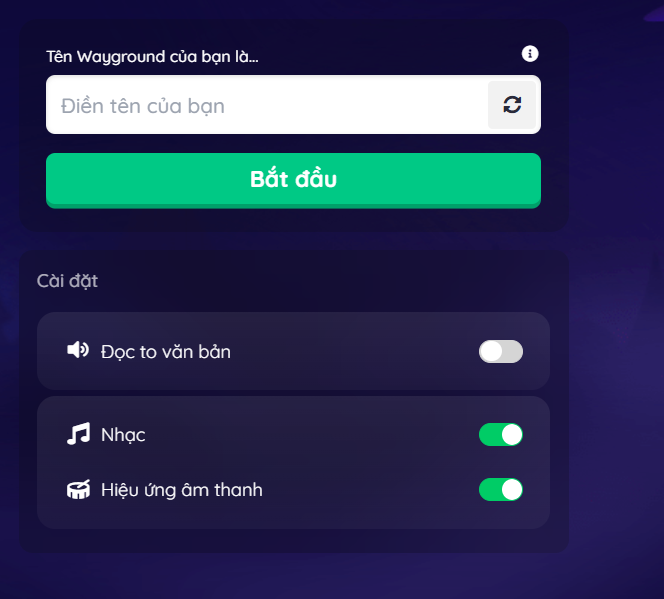 Tên Wayground của bạn là...
Điền tên của bạn
Bắt đầu
Cài đặt
Đọc to văn bản
Nhạc
Hiệu ứng âm thanh